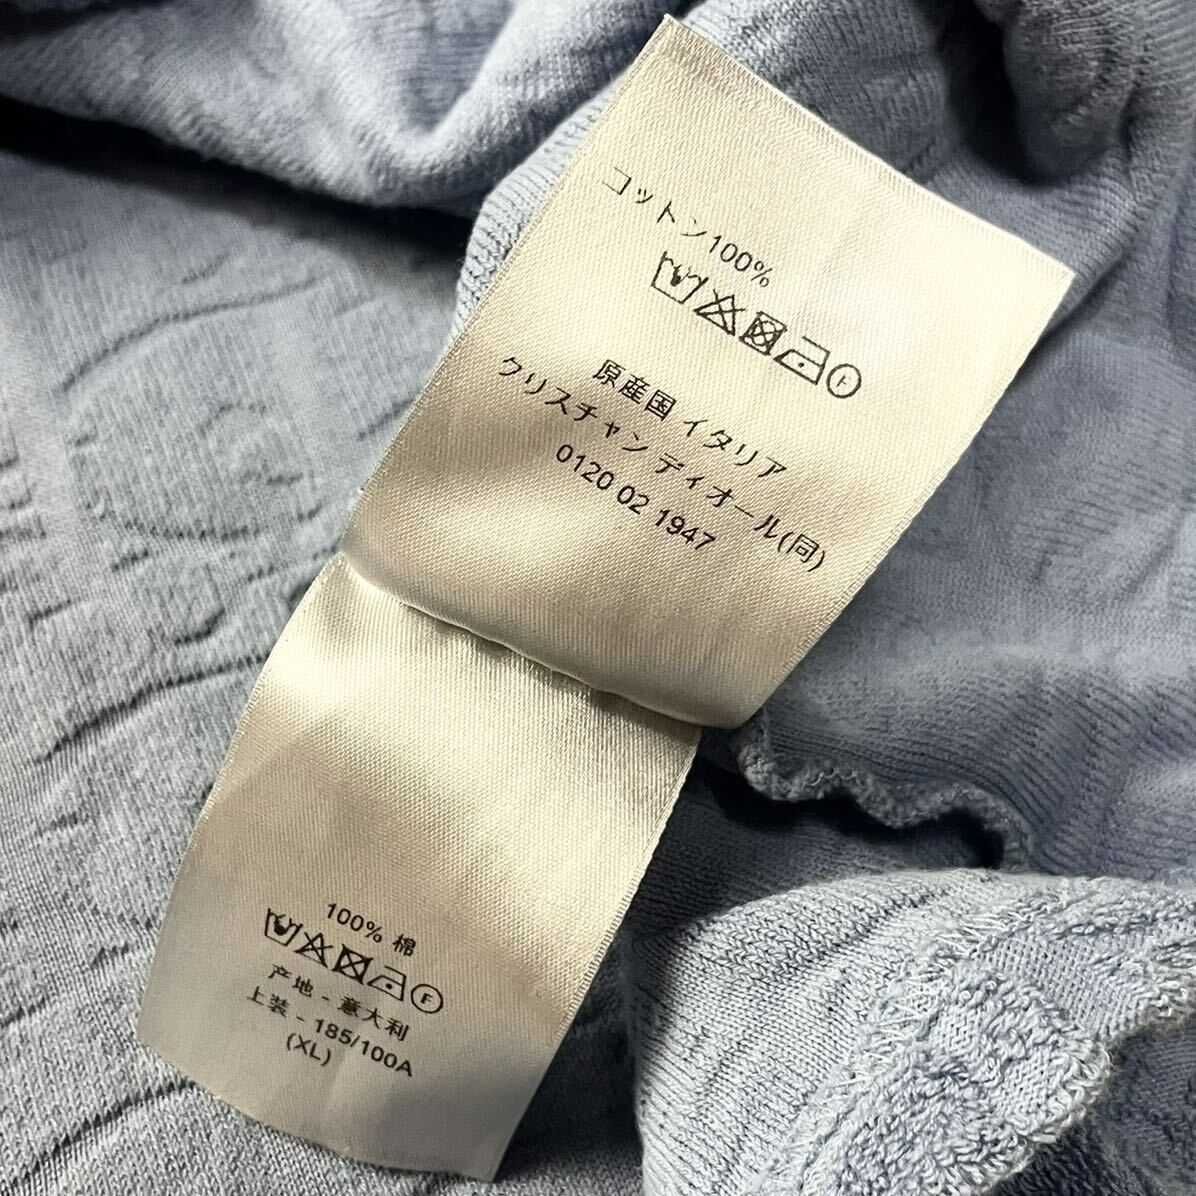 コットン100%
F
原産国 イタリア
クリスチャン ディオール(同)
0120 02 1947
100% 棉
F
产地 - 意大利
上装 - 185/100A
(XL)